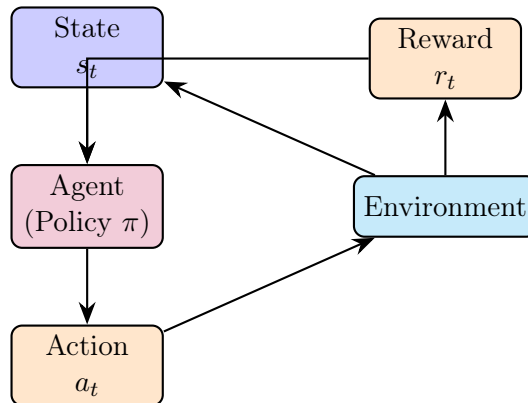 State
s_t
Reward
r_t
Agent
(Policy π)
Environment
Action
a_t